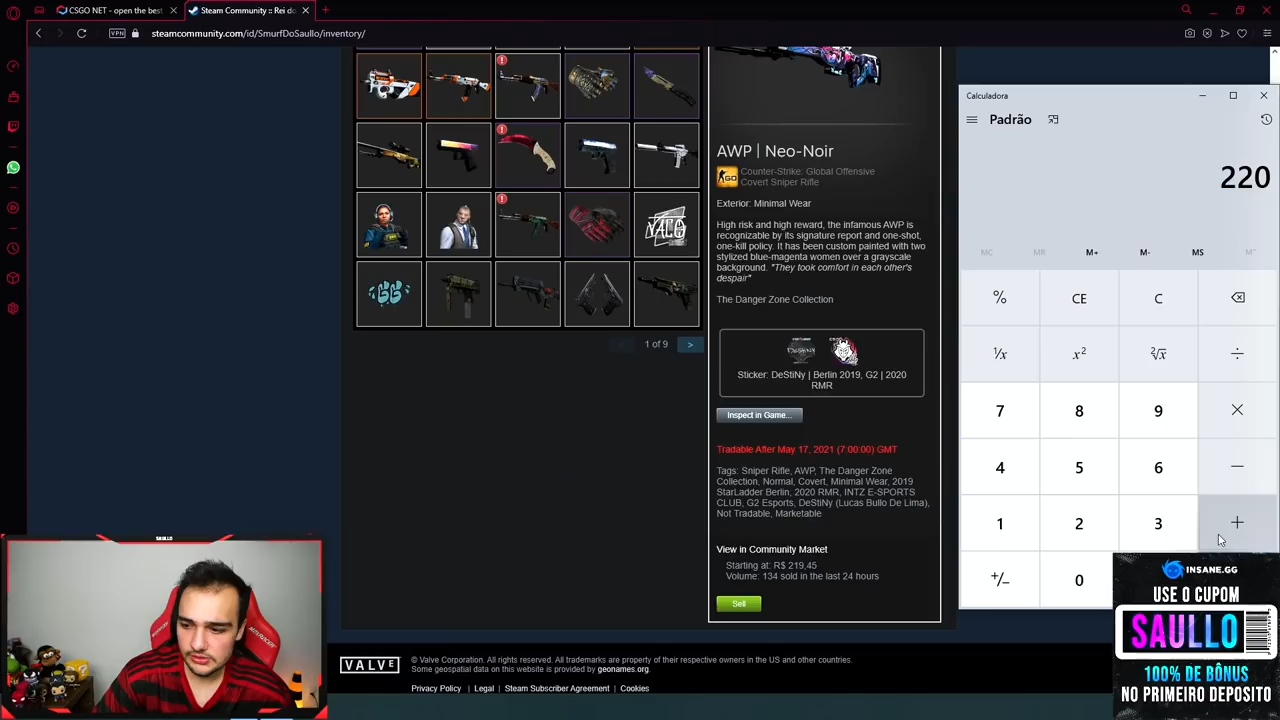 CSGO NET - open the best
Steam Community :: Rei do
VPN
steamcommunity.com/id/SmurfDoSaullo/inventory/
VACO
GG
1 of 9
>
AWP | Neo-Noir
Counter-Strike: Global Offensive
Covert Sniper Rifle
Exterior: Minimal Wear
High risk and high reward, the infamous AWP is
recognizable by its signature report and one-shot,
one-kill policy. It has been custom painted with two
stylized blue-magenta women over a grayscale
background. "They took comfort in each other's
despair"
The Danger Zone Collection
Sticker: DeStiNy | Berlin 2019, G2 | 2020
RMR
Inspect in Game...
Tradable After May 17, 2021 (7:00:00) GMT
Tags: Sniper Rifle, AWP, The Danger Zone
Collection, Normal, Covert, Minimal Wear, 2019
StarLadder Berlin, 2020 RMR, INTZ E-SPORTS
CLUB, G2 Esports, DeStiNy (Lucas Bullo De Lima),
Not Tradable, Marketable
View in Community Market
Starting at: R$ 219,45
Volume: 134 sold in the last 24 hours
Sell
VALVE
© Valve Corporation. All rights reserved. All trademarks are property of their respective owners in the US and other countries.
Some geospatial data on this website is provided by geonames.org.
Privacy Policy | Legal | Steam Subscriber Agreement | Cookies
Calculadora
Padrão
220
MC MR M+ M- MS
% CE C
¹/x x² ²√x ÷
7 8 9 ×
4 5 6 −
1 2 3 +
+/− 0
SAULLO
INSANE.GG
USE O CUPOM
SAULLO
100% DE BÔNUS
NO PRIMEIRO DEPOSITO